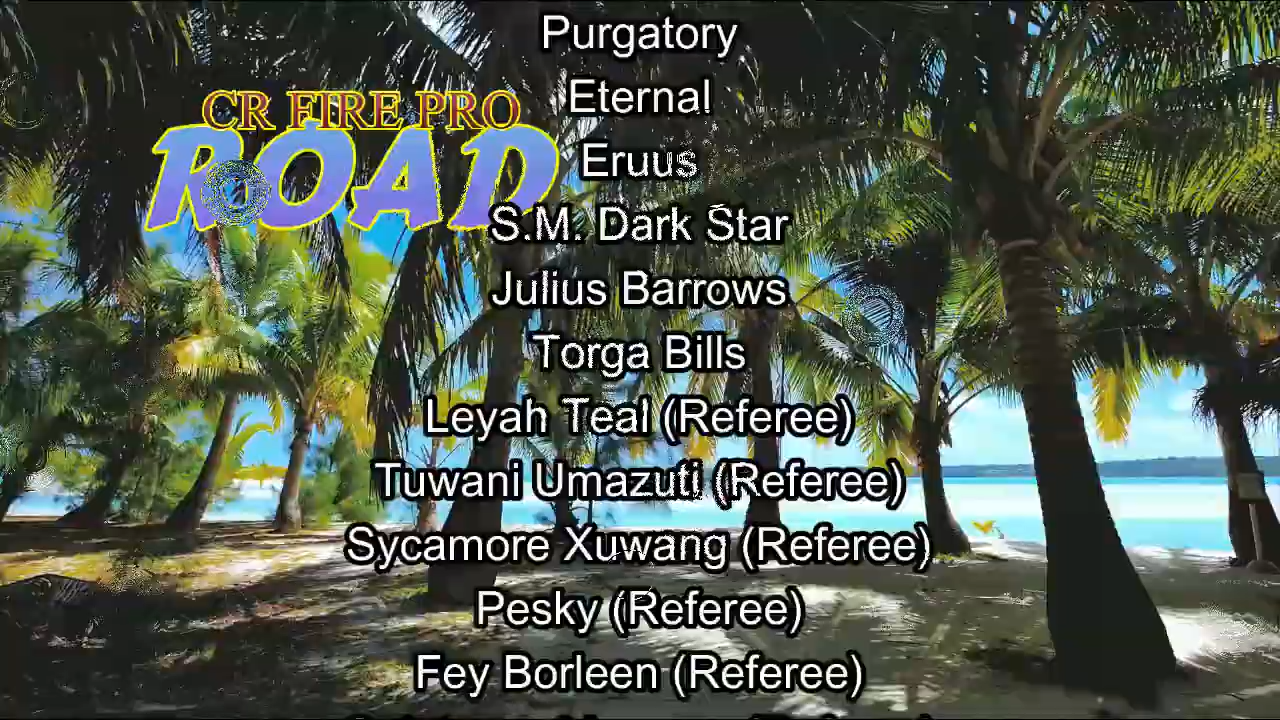 Purgatory
CR FIRE PRO
ROAD
Eternal
Eruus
S.M. Dark Star
Julius Barrows
Torga Bills
Leyah Teal (Referee)
Tuwani Umazuti (Referee)
Sycamore Xuwang (Referee)
Pesky (Referee)
Fey Borleen (Referee)